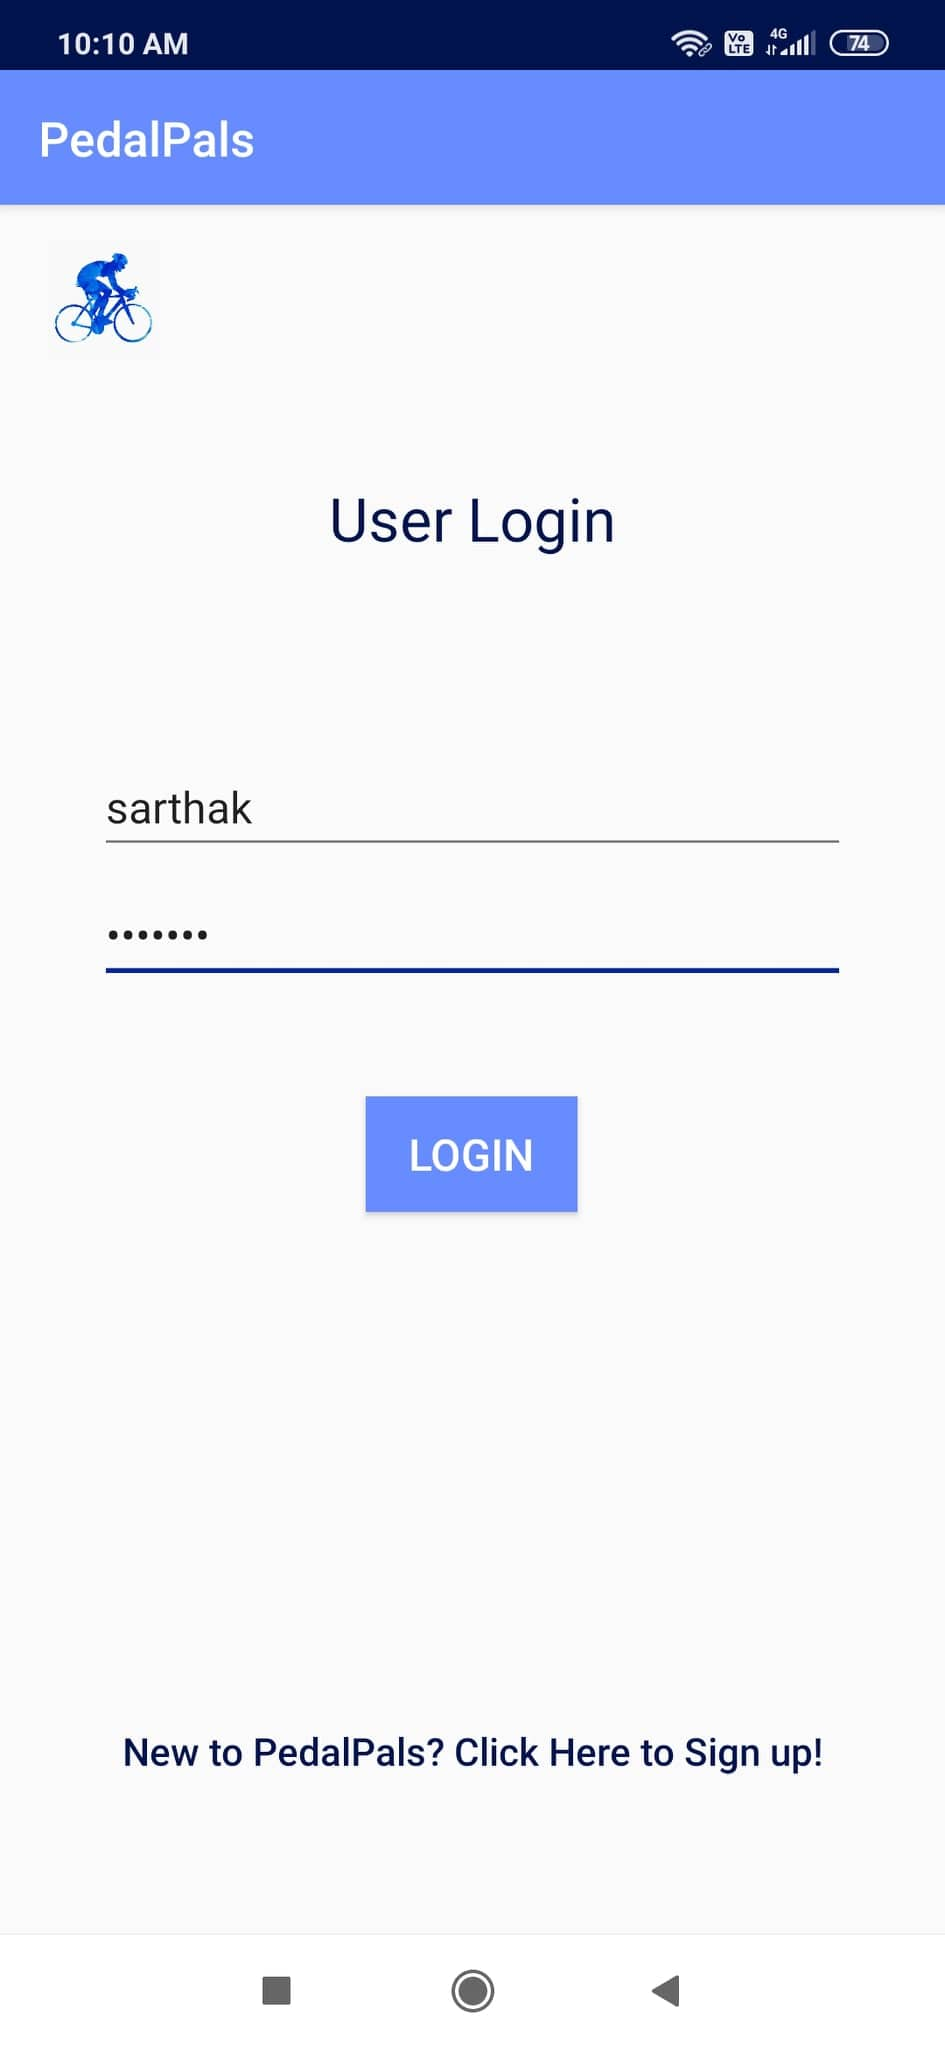 10:10 AM
Vo LTE 4G 74
PedalPals
User Login
sarthak
•••••••
LOGIN
New to PedalPals? Click Here to Sign up!